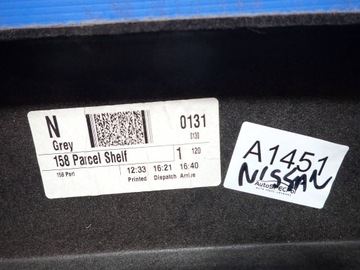 N
0131
0130
Grey
158 Parcel Shelf
1
120
158 Part
12:33 16:21 16:40
Printed Dispatch Arrive
A1451
NISSAN